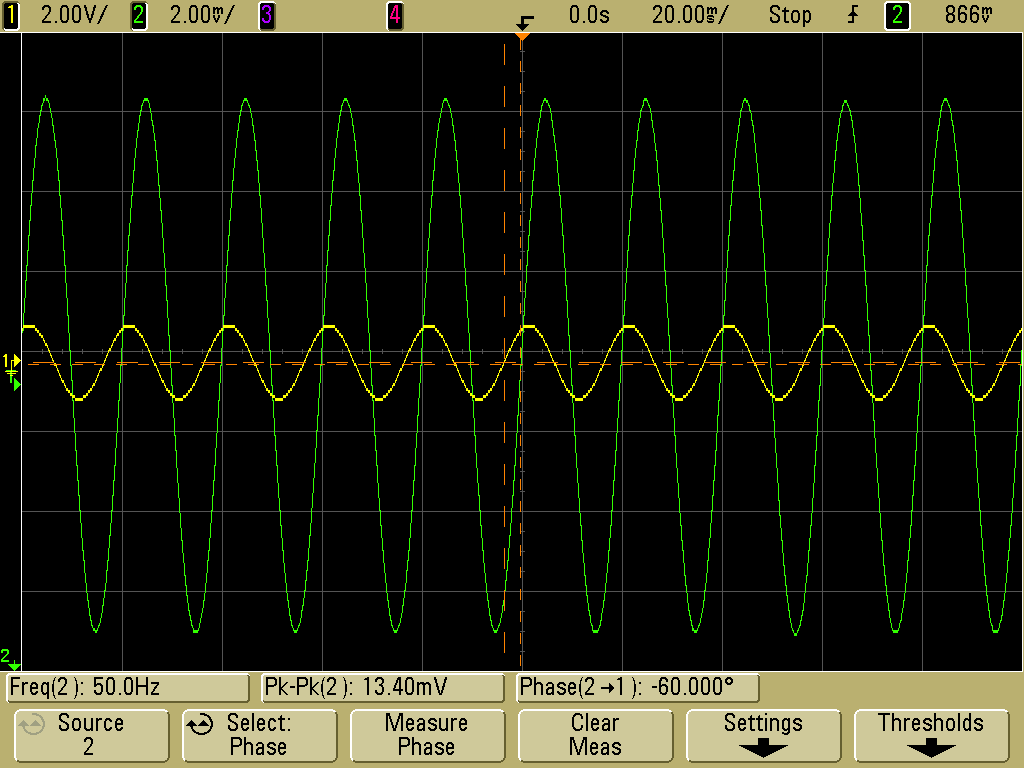 1 2.00V/ 2 2.00mV/ 3 4 0.0s 20.00ms/ Stop 2 866mV
1
2
Freq(2): 50.0Hz Pk-Pk(2): 13.40mV Phase(2→1): -60.000°
Source Select: Measure Clear Settings Thresholds
2 Phase Phase Meas